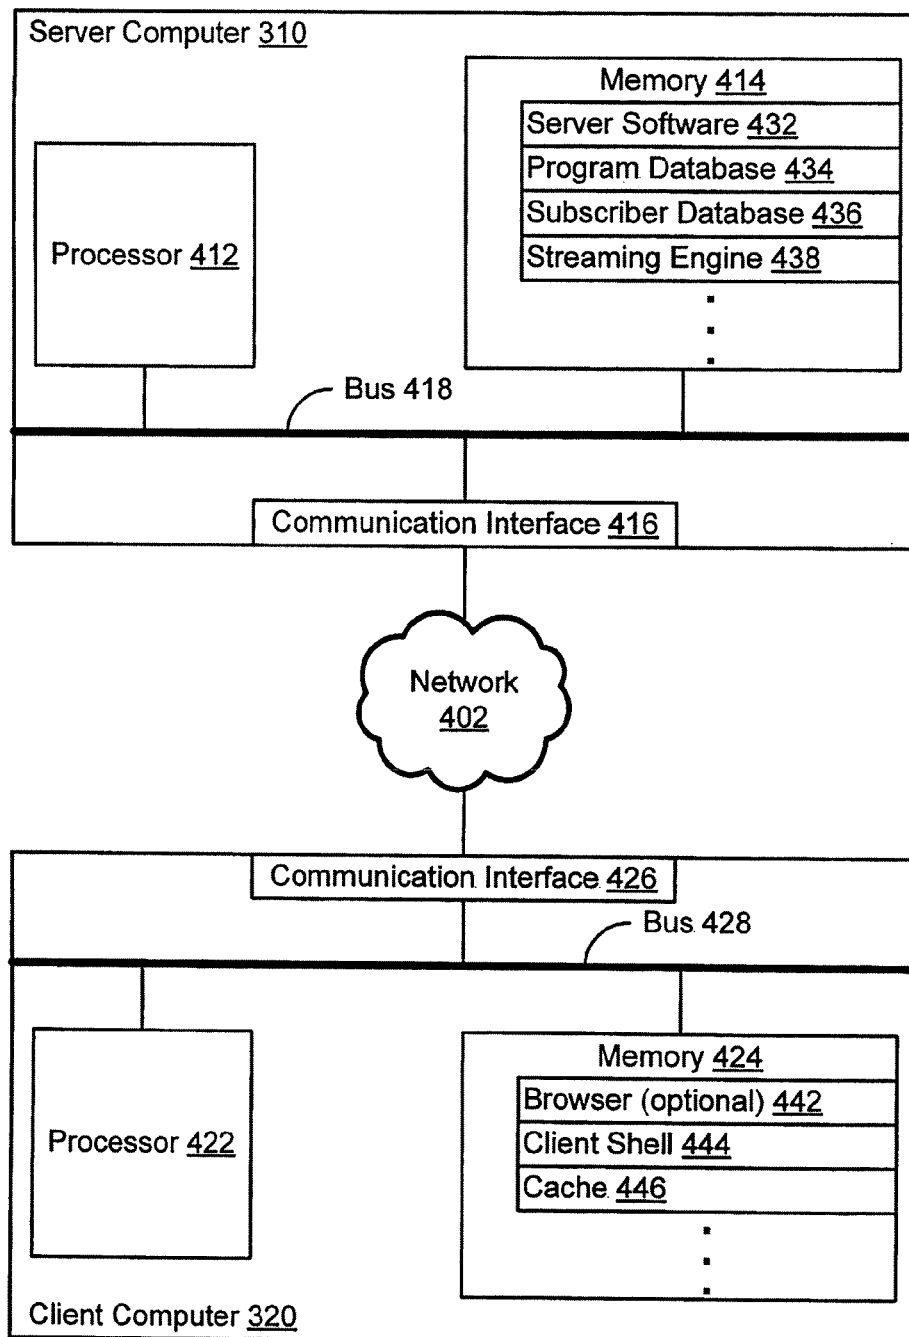 Server Computer 310
Memory 414
Server Software 432
Program Database 434
Subscriber Database 436
Streaming Engine 438
Processor 412
Bus 418
Communication Interface 416
Network
402
Communication Interface 426
Bus 428
Memory 424
Browser (optional) 442
Client Shell 444
Cache 446
Processor 422
Client Computer 320